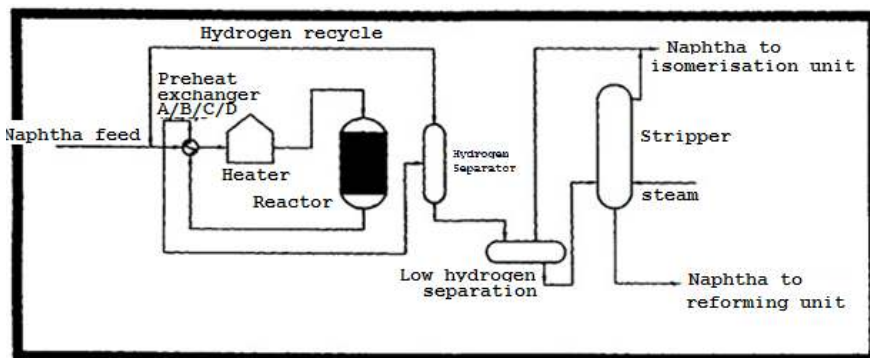 Hydrogen recycle
Naphtha to
isomerisation unit
Preheat
exchanger
A/B/C/D
Naphtha feed
Heater
Reactor
Hydrogen
Separator
Stripper
steam
Low hydrogen
separation
Naphtha to
reforming unit